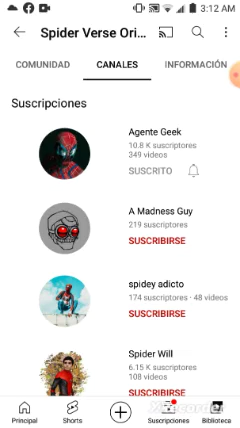 3:12 AM
Spider Verse Ori...
COMUNIDAD
CANALES
INFORMACIÓN
Suscripciones
Agente Geek
10.8 K suscriptores
349 videos
SUSCRITO
A Madness Guy
219 suscriptores
SUSCRIBIRSE
spidey adicto
174 suscriptores · 48 videos
SUSCRIBIRSE
Spider Will
6.15 K suscriptores
108 videos
SUSCRIBIRSE
Principal
Shorts
Suscripciones
Biblioteca